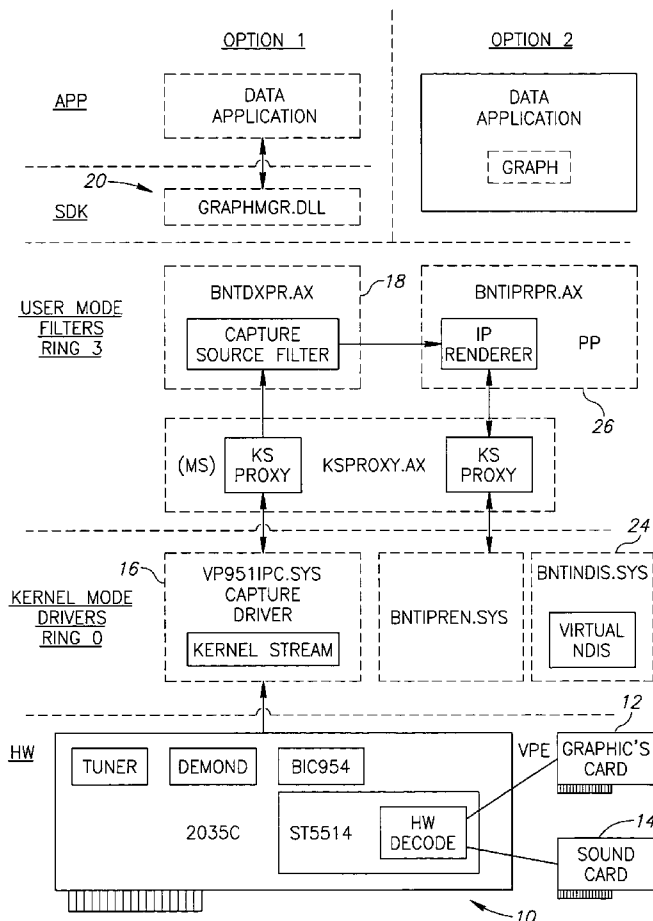 OPTION 1
OPTION 2
APP
DATA
APPLICATION
DATA
APPLICATION
GRAPH
20
SDK
GRAPHMGR.DLL
BNTDXPR.AX
18
BNTIPRPR.AX
USER MODE
FILTERS
RING 3
CAPTURE
SOURCE FILTER
IP
RENDERER
PP
26
(MS)
KS
PROXY
KSPROXY.AX
KS
PROXY
24
16
VP951IPC.SYS
CAPTURE
DRIVER
KERNEL STREAM
BNTIPREN.SYS
BNTINDIS.SYS
VIRTUAL
NDIS
KERNEL MODE
DRIVERS
RING 0
12
HW
TUNER
DEMOND
BIC954
VPE
GRAPHIC'S
CARD
2035C
ST5514
HW
DECODE
14
SOUND
CARD
10